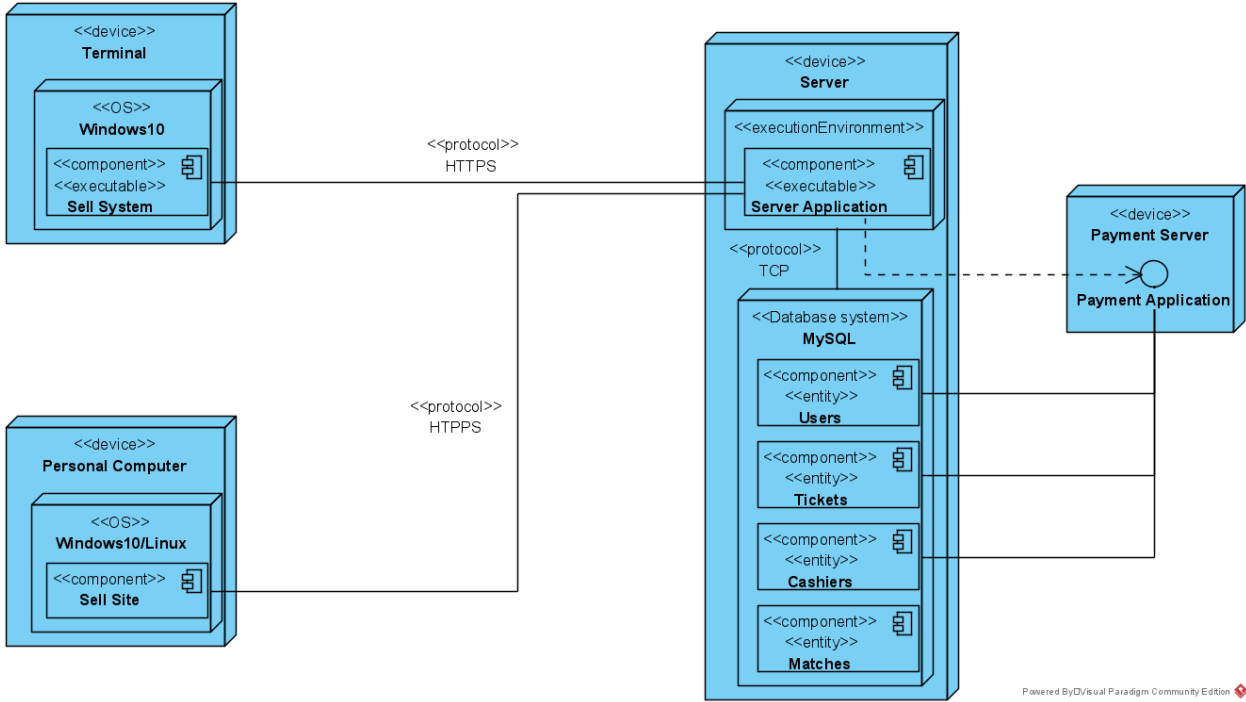 <<device>>
Terminal
<<OS>>
Windows10
<<component>>
<<executable>>
Sell System
<<protocol>>
HTTPS
<<device>>
Server
<<executionEnvironment>>
<<component>>
<<executable>>
Server Application
<<protocol>>
TCP
<<device>>
Payment Server
Payment Application
<<Database system>>
MySQL
<<component>>
<<entity>>
Users
<<component>>
<<entity>>
Tickets
<<component>>
<<entity>>
Cashiers
<<component>>
<<entity>>
Matches
<<protocol>>
HTPPS
<<device>>
Personal Computer
<<OS>>
Windows10/Linux
<<component>>
Sell Site
Powered By□Visual Paradigm Community Edition